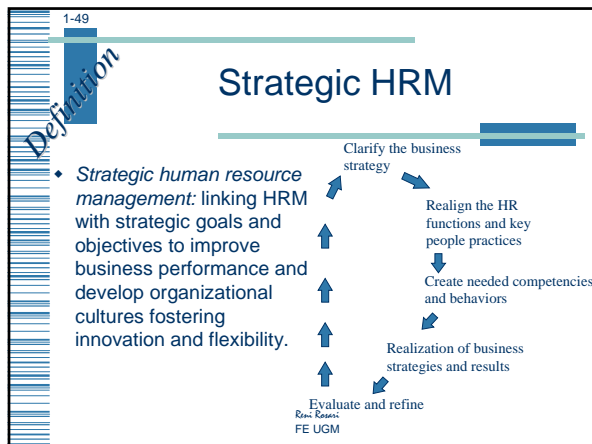 1-49
Definition
Strategic HRM
Strategic human resource
management: linking HRM
with strategic goals and
objectives to improve
business performance and
develop organizational
cultures fostering
innovation and flexibility.
Clarify the business
strategy
Realign the HR
functions and key
people practices
Create needed competencies
and behaviors
Realization of business
strategies and results
Evaluate and refine
Reni Rosari
FE UGM